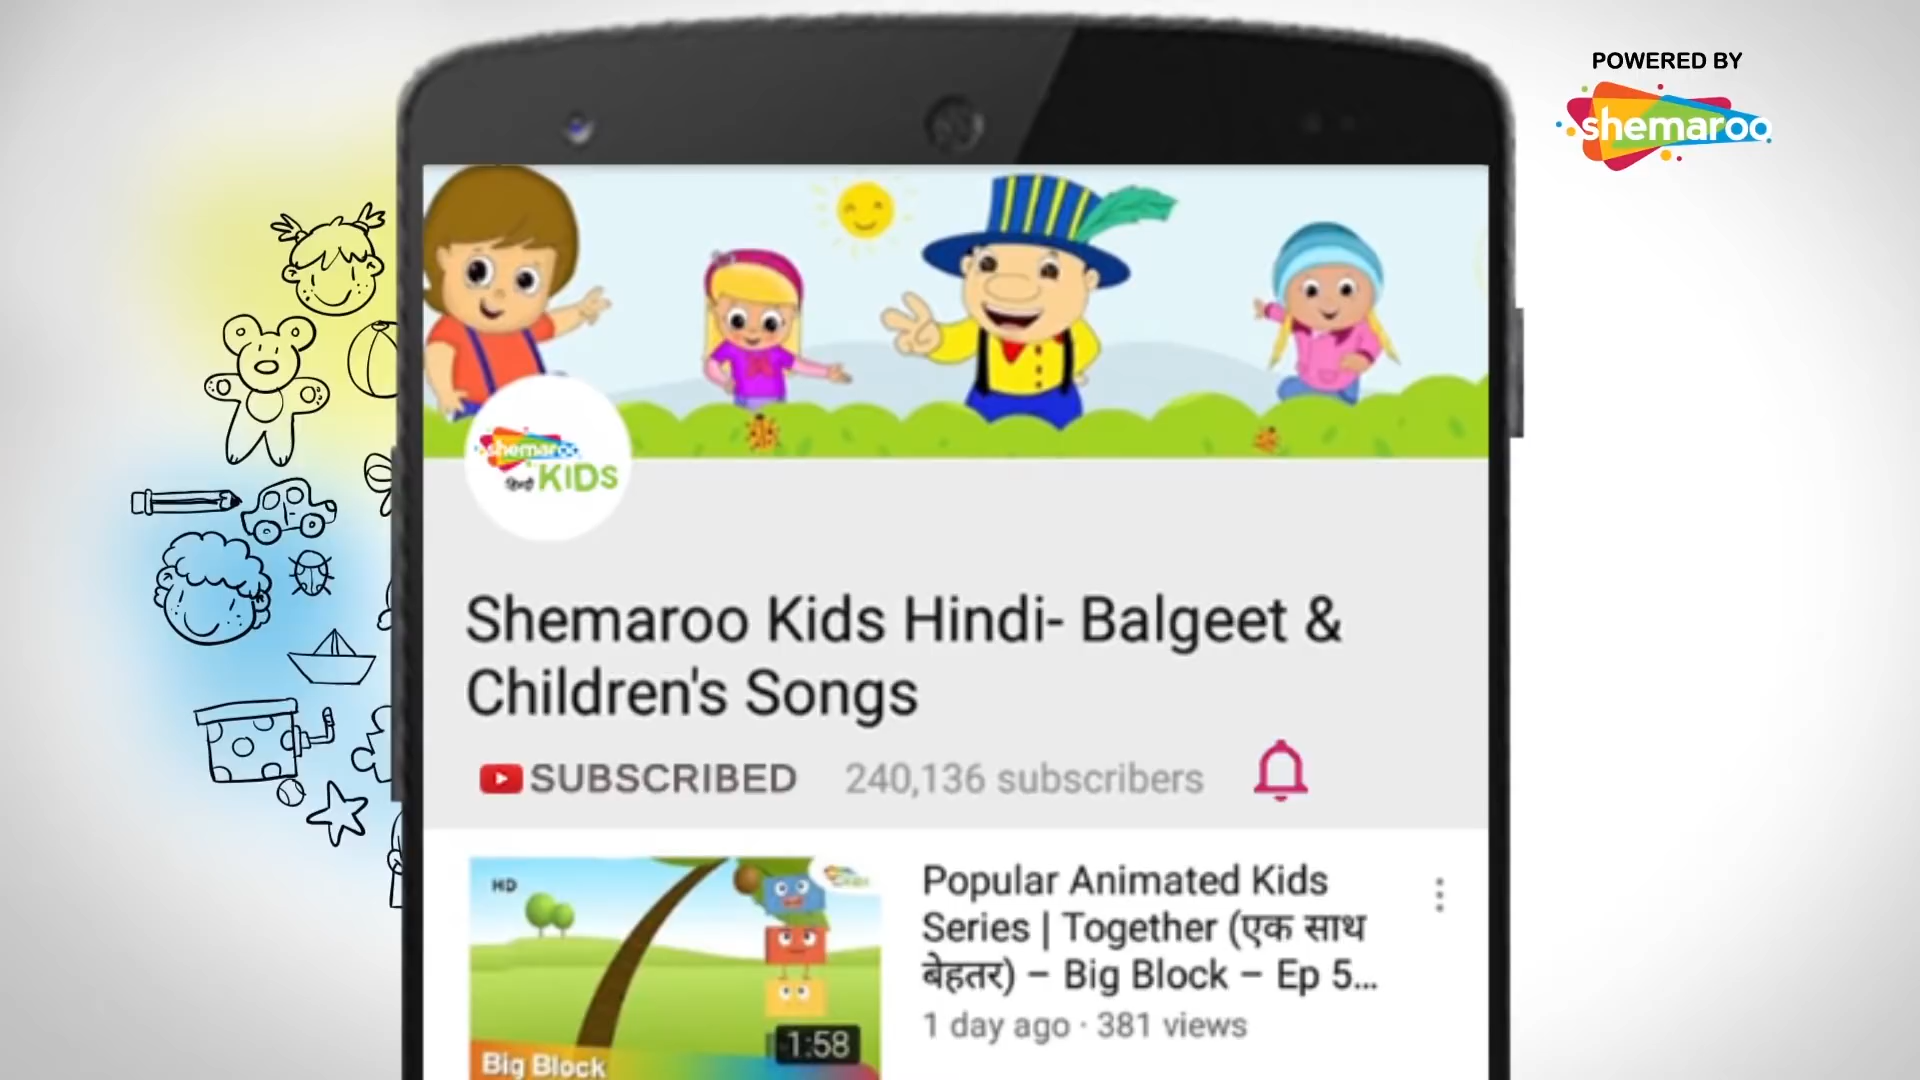 POWERED BY
shemaroo
shemaroo
हिन्दी KIDS
Shemaroo Kids Hindi- Balgeet &
Children's Songs
SUBSCRIBED 240,136 subscribers
HD
Popular Animated Kids
Series | Together (एक साथ
बेहतर) – Big Block – Ep 5...
1 day ago · 381 views
1:58
Big Block